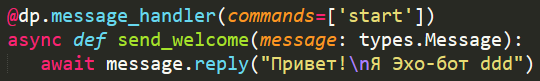 @dp.message_handler(commands=['start'])
async def send_welcome(message: types.Message):
    await message.reply("Привет!\nЯ Эхо-бот ddd")